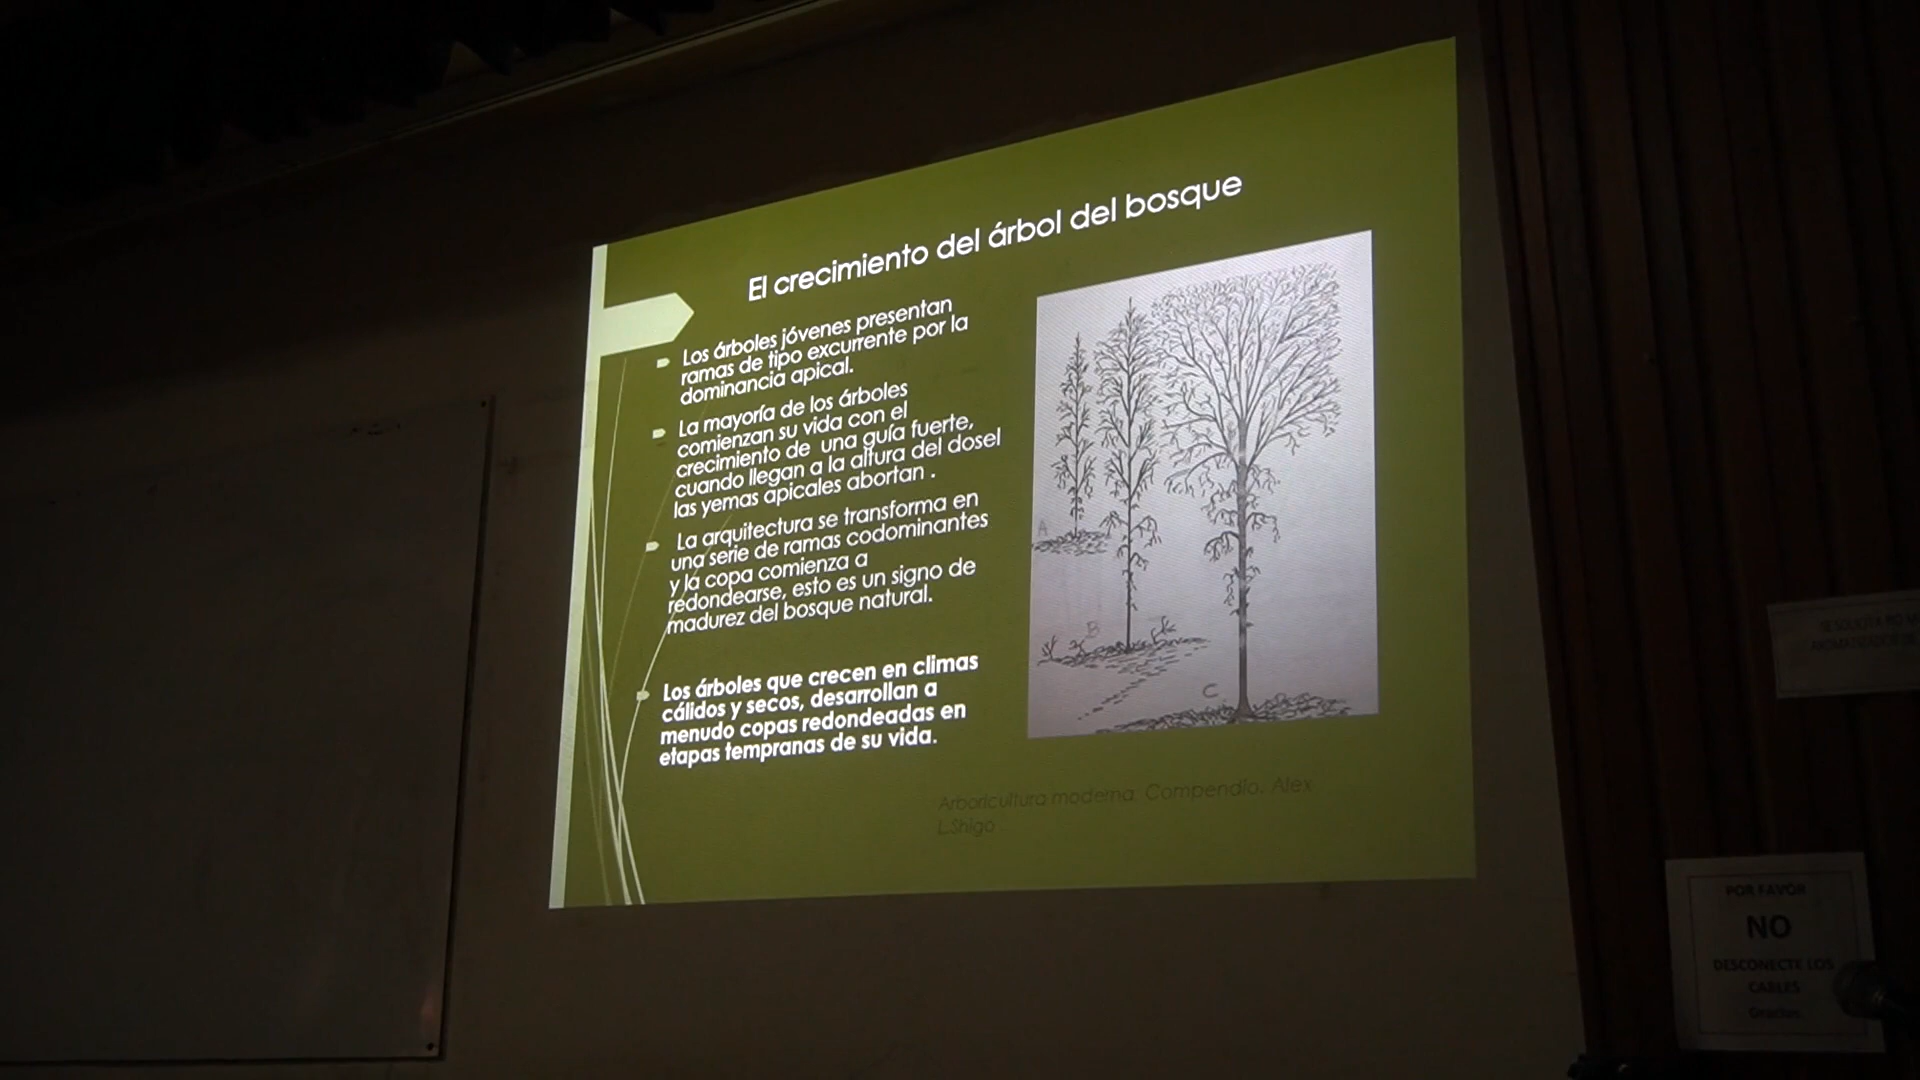 El crecimiento del árbol del bosque
Los árboles jóvenes presentan
ramas de tipo excurrente por la
dominancia apical.
La mayoría de los árboles
comienzan su vida con el
crecimiento de una guía fuerte,
cuando llegan a la altura del dosel
las yemas apicales abortan .
La arquitectura se transforma en
una serie de ramas codominantes
y la copa comienza a
redondearse, esto es un signo de
madurez del bosque natural.
Los árboles que crecen en climas
cálidos y secos, desarrollan a
menudo copas redondeadas en
etapas tempranas de su vida.
A
B
C
Arboricultura moderna Compendio. Alex
L.Shigo
POR FAVOR
NO
DESCONECTE LOS
CABLES
Gracias